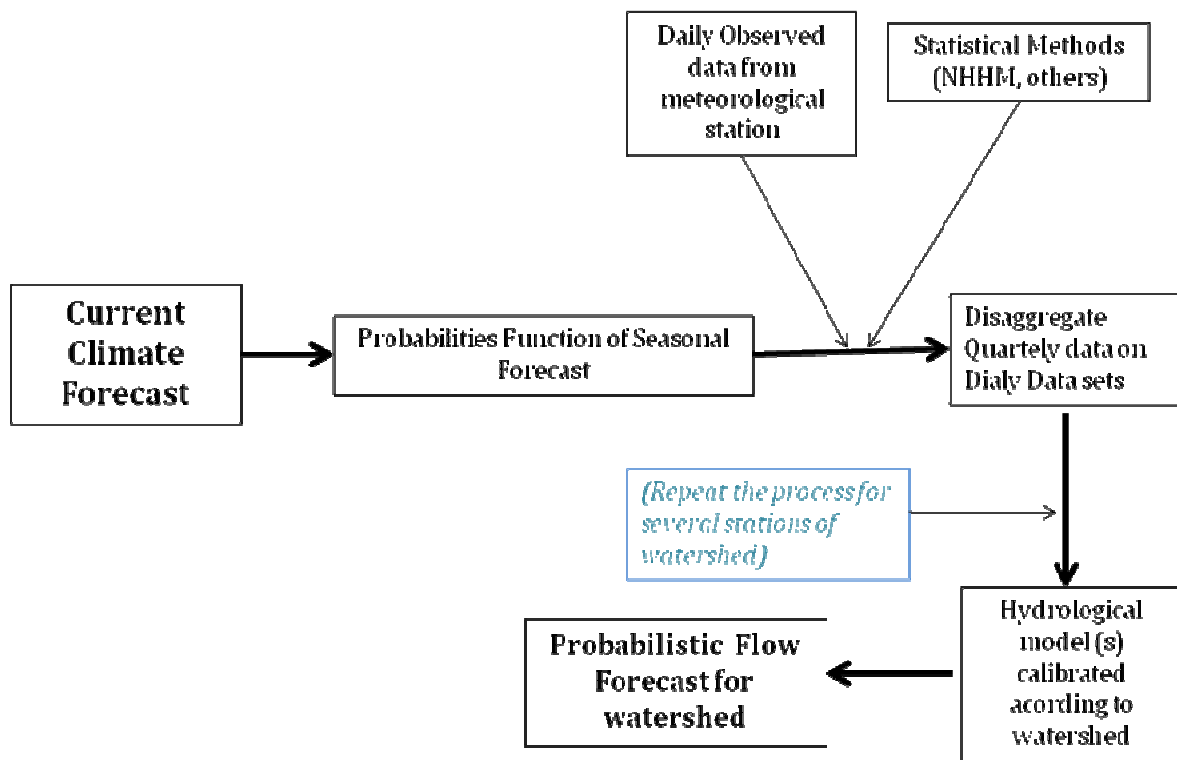 Daily Observed
data from
meteorological
station
Statistical Methods
(NHHM, others)
Current
Climate
Forecast
Probabilities Function of Seasonal
Forecast
Disaggregate
Quartely data on
Dialy Data sets
(Repeat the process for
several stations of
watershed)
Hydrological
model (s)
calibrated
acording to
watershed
Probabilistic Flow
Forecast for
watershed